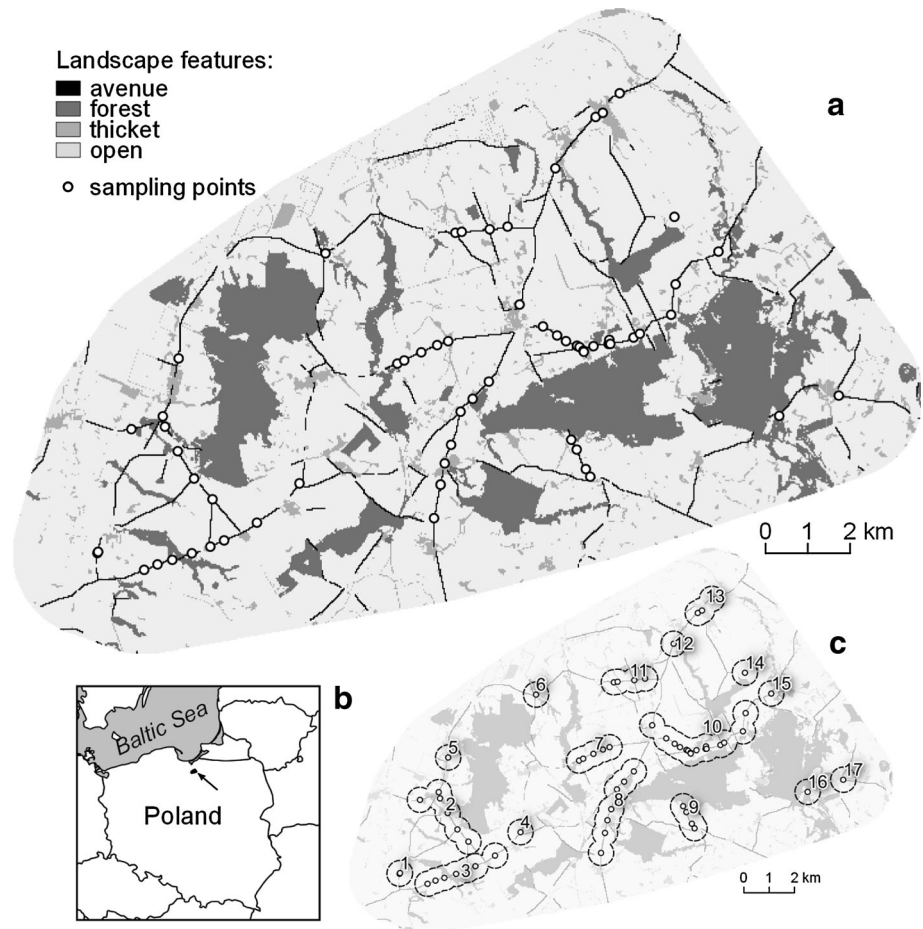 Landscape features:
avenue
forest
thicket
open
sampling points
a
0 1 2 km
b
Baltic Sea
Poland
c
13
12
14
15
11
6
10
7
5
17
16
2
8
9
4
1
3
0 1 2 km